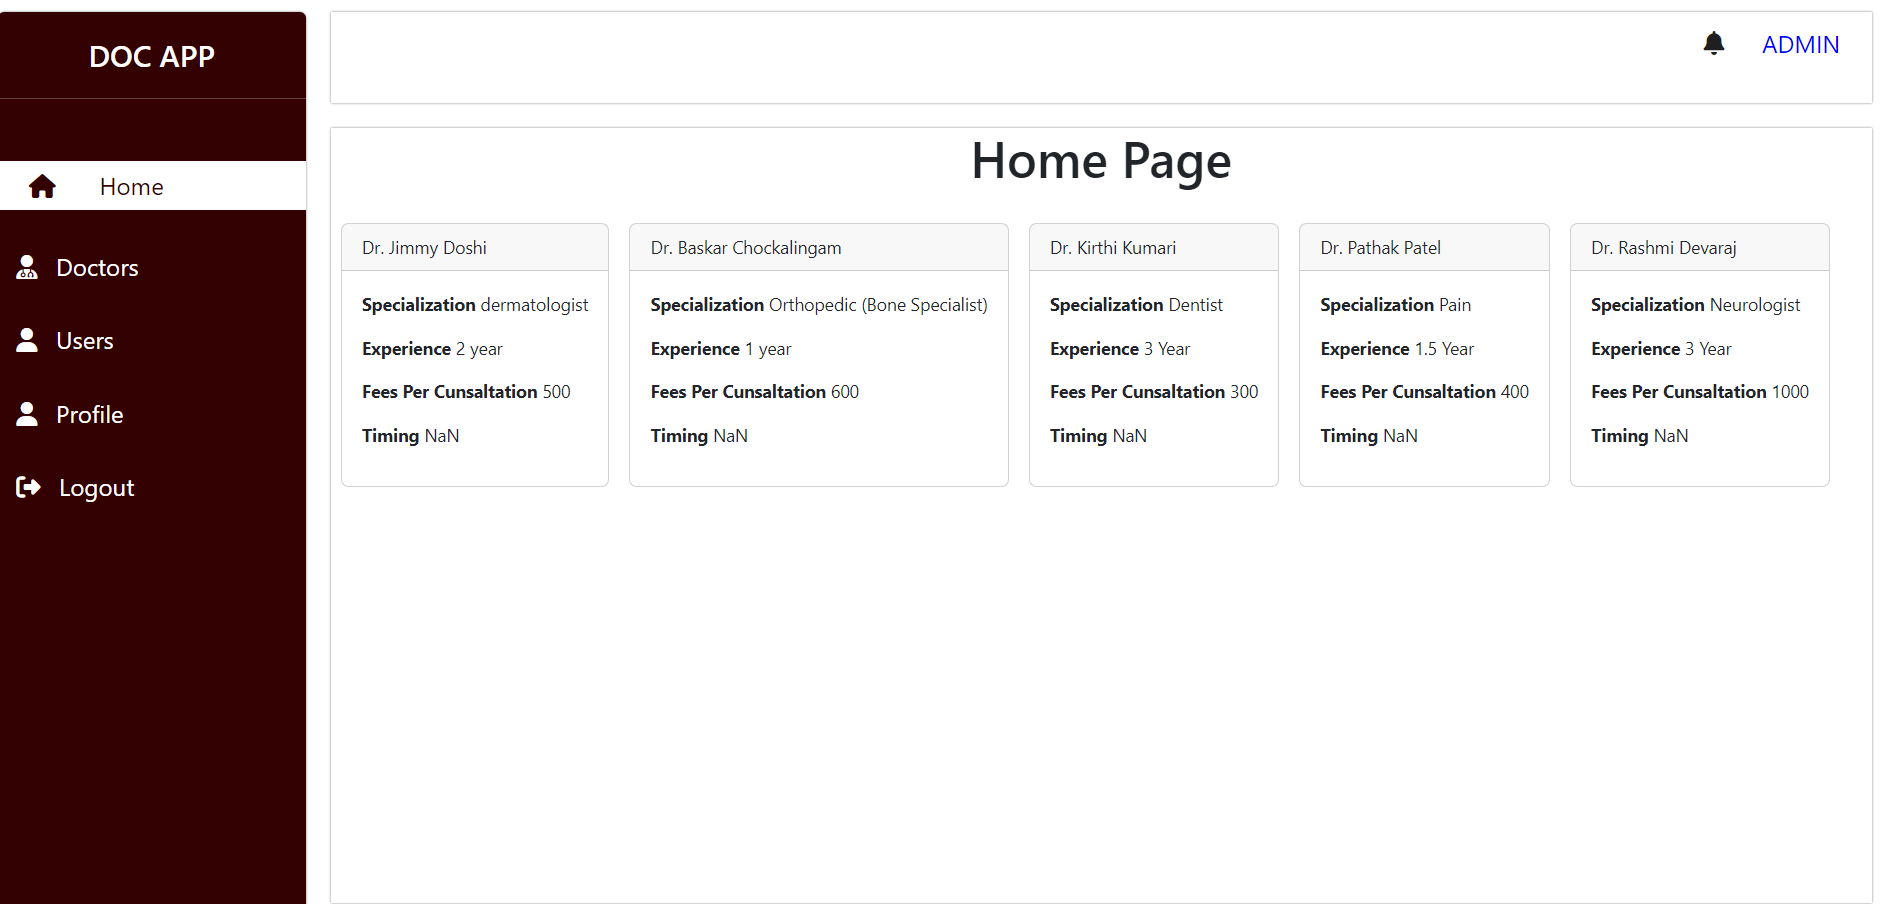 DOC APP
ADMIN
Home
Doctors
Users
Profile
Logout
Home Page
Dr. Jimmy Doshi
Specialization dermatologist
Experience 2 year
Fees Per Cunsaltation 500
Timing NaN
Dr. Baskar Chockalingam
Specialization Orthopedic (Bone Specialist)
Experience 1 year
Fees Per Cunsaltation 600
Timing NaN
Dr. Kirthi Kumari
Specialization Dentist
Experience 3 Year
Fees Per Cunsaltation 300
Timing NaN
Dr. Pathak Patel
Specialization Pain
Experience 1.5 Year
Fees Per Cunsaltation 400
Timing NaN
Dr. Rashmi Devaraj
Specialization Neurologist
Experience 3 Year
Fees Per Cunsaltation 1000
Timing NaN